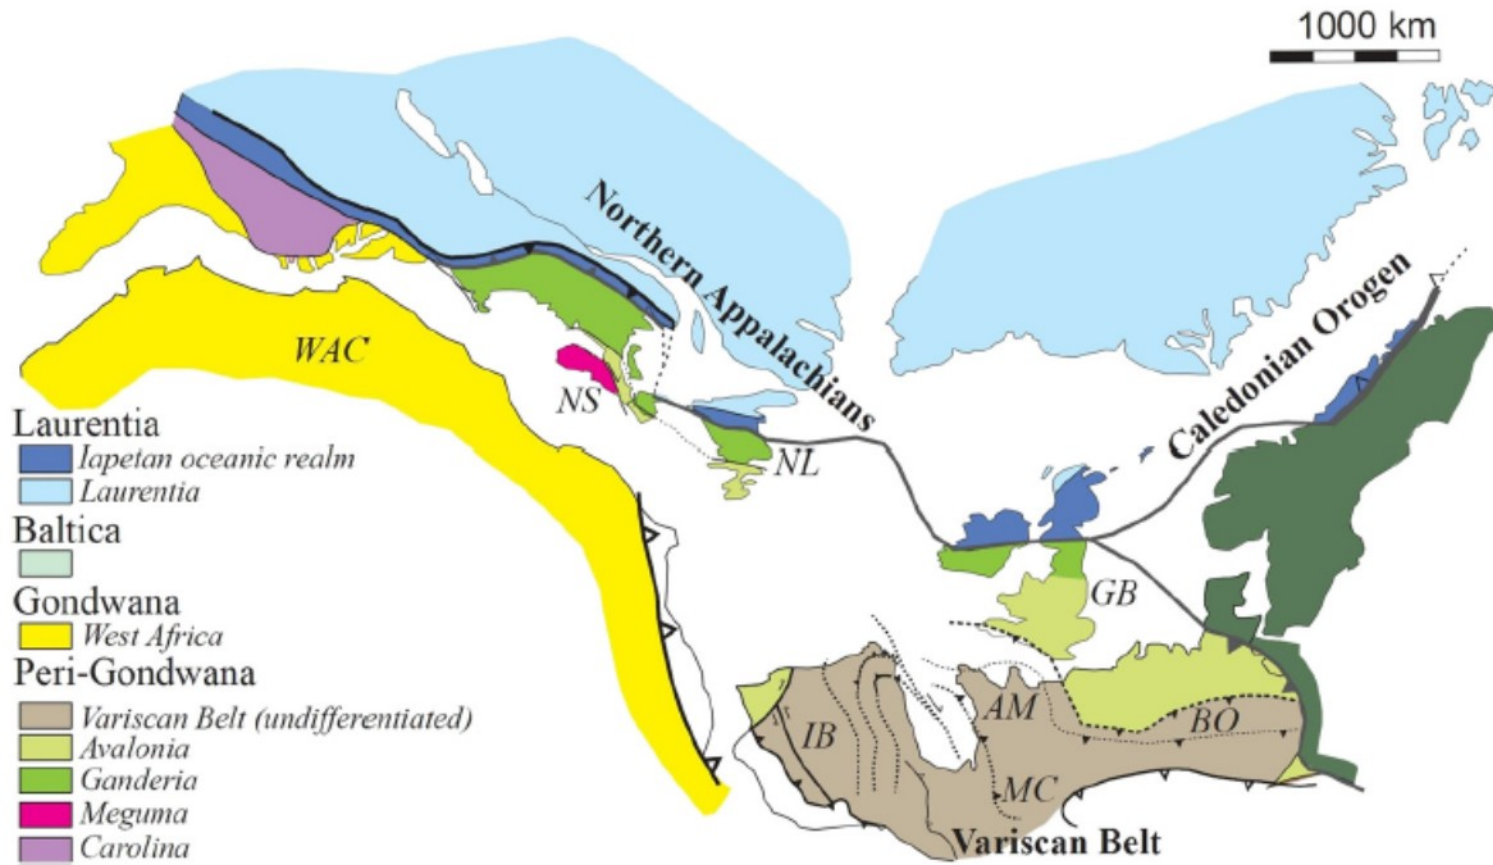 1000 km
Northern Appalachians
Caledonian Orogen
WAC
NS
NL
GB
IB
AM
BO
MC
Variscan Belt
Laurentia
Iapetan oceanic realm
Laurentia
Baltica
Gondwana
West Africa
Peri-Gondwana
Variscan Belt (undifferentiated)
Avalonia
Ganderia
Meguma
Carolina